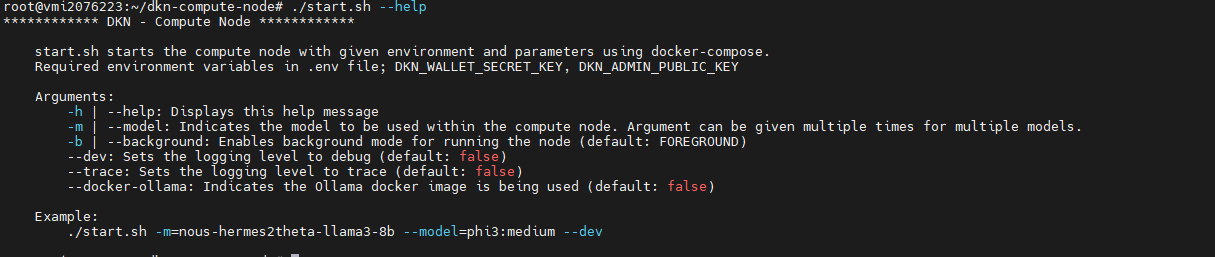 root@vmi2076223:~/dkn-compute-node# ./start.sh --help
************ DKN - Compute Node ************
start.sh starts the compute node with given environment and parameters using docker-compose.
Required environment variables in .env file; DKN_WALLET_SECRET_KEY, DKN_ADMIN_PUBLIC_KEY
Arguments:
-h | --help: Displays this help message
-m | --model: Indicates the model to be used within the compute node. Argument can be given multiple times for multiple models.
-b | --background: Enables background mode for running the node (default: FOREGROUND)
--dev: Sets the logging level to debug (default: false)
--trace: Sets the logging level to trace (default: false)
--docker-ollama: Indicates the Ollama docker image is being used (default: false)
Example:
./start.sh -m=nous-hermes2theta-llama3-8b --model=phi3:medium --dev